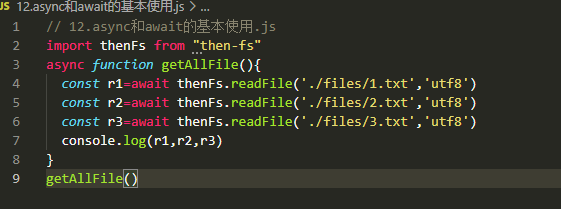 JS 12.async和await的基本使用.js > ...
1 // 12.async和await的基本使用.js
2 import thenFs from "then-fs"
3 async function getAllFile(){
4 const r1=await thenFs.readFile('./files/1.txt','utf8')
5 const r2=await thenFs.readFile('./files/2.txt','utf8')
6 const r3=await thenFs.readFile('./files/3.txt','utf8')
7 console.log(r1,r2,r3)
8 }
9 getAllFile()